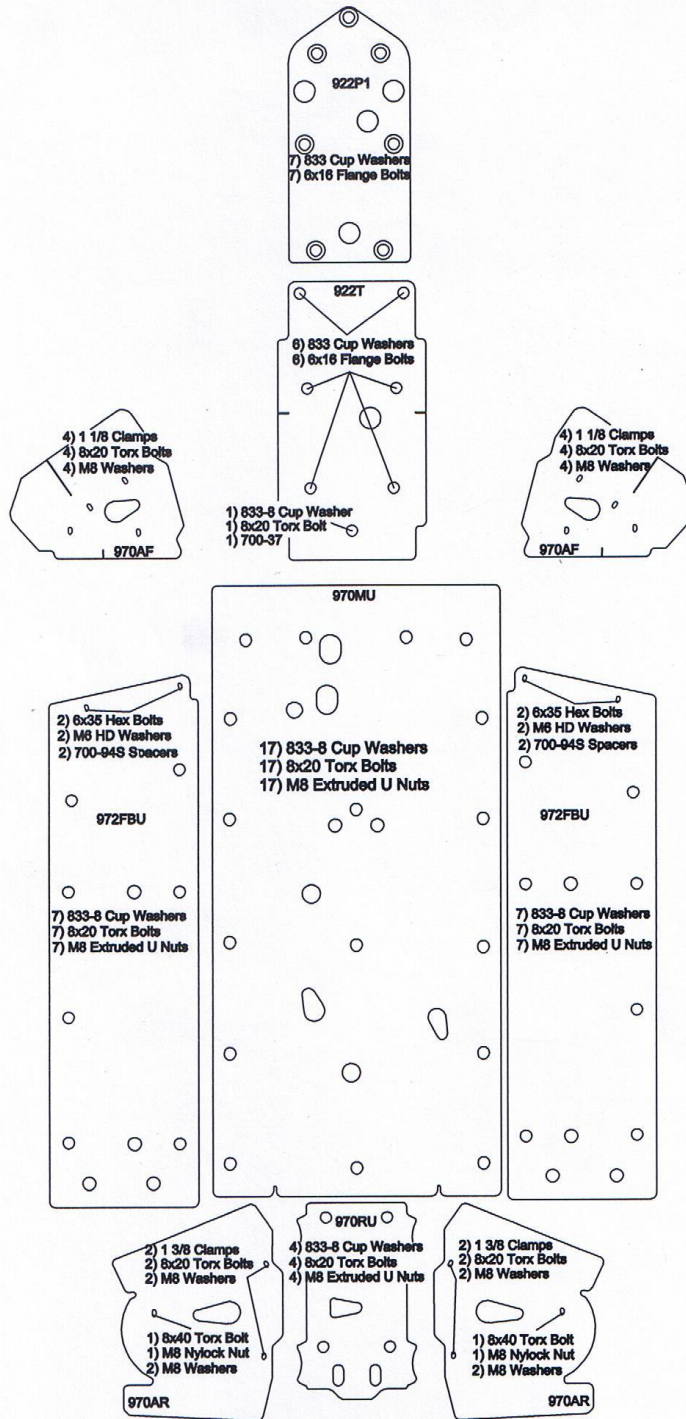 922P1
7) 833 Cup Washers
7) 6x16 Flange Bolts
922T
6) 833 Cup Washers
6) 6x16 Flange Bolts
1) 833-8 Cup Washer
1) 8x20 Torx Bolt
1) 700-37
4) 1 1/8 Clamps
4) 8x20 Torx Bolts
4) M8 Washers
970AF
4) 1 1/8 Clamps
4) 8x20 Torx Bolts
4) M8 Washers
970AF
970MU
17) 833-8 Cup Washers
17) 8x20 Torx Bolts
17) M8 Extruded U Nuts
2) 6x35 Hex Bolts
2) M6 HD Washers
2) 700-94S Spacers
972FBU
7) 833-8 Cup Washers
7) 8x20 Torx Bolts
7) M8 Extruded U Nuts
2) 6x35 Hex Bolts
2) M6 HD Washers
2) 700-94S Spacers
972FBU
7) 833-8 Cup Washers
7) 8x20 Torx Bolts
7) M8 Extruded U Nuts
2) 1 3/8 Clamps
2) 8x20 Torx Bolts
2) M8 Washers
1) 8x40 Torx Bolt
1) M8 Nylock Nut
2) M8 Washers
970AR
970RU
4) 833-8 Cup Washers
4) 8x20 Torx Bolts
4) M8 Extruded U Nuts
2) 1 3/8 Clamps
2) 8x20 Torx Bolts
2) M8 Washers
1) 8x40 Torx Bolt
1) M8 Nylock Nut
2) M8 Washers
970AR